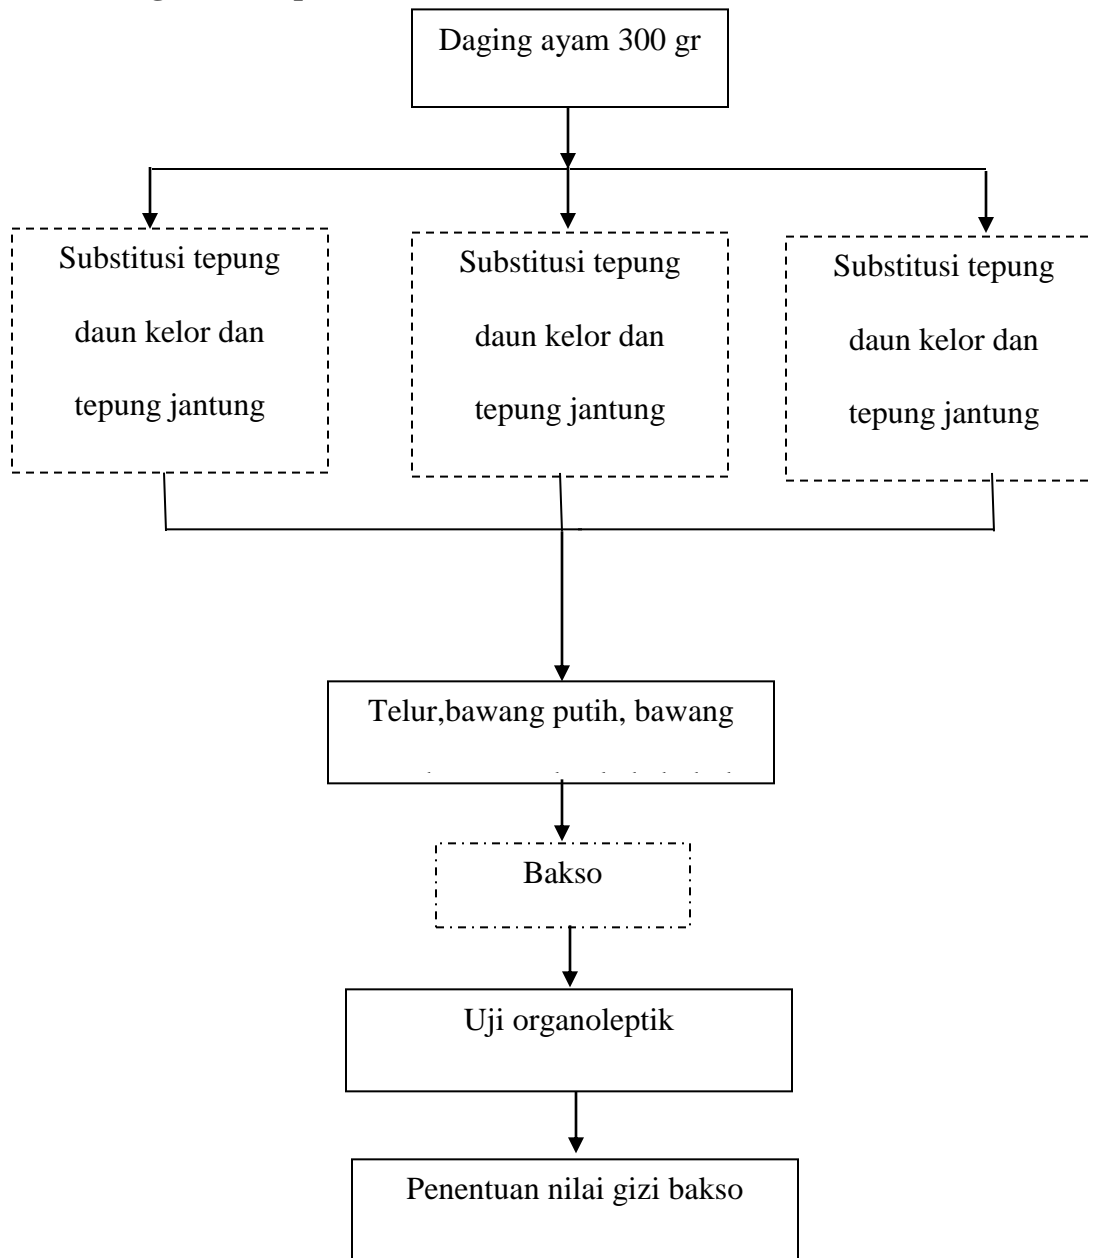 Daging ayam 300 gr
Substitusi tepung
daun kelor dan
tepung jantung
Substitusi tepung
daun kelor dan
tepung jantung
Substitusi tepung
daun kelor dan
tepung jantung
Telur,bawang putih, bawang
Bakso
Uji organoleptik
Penentuan nilai gizi bakso